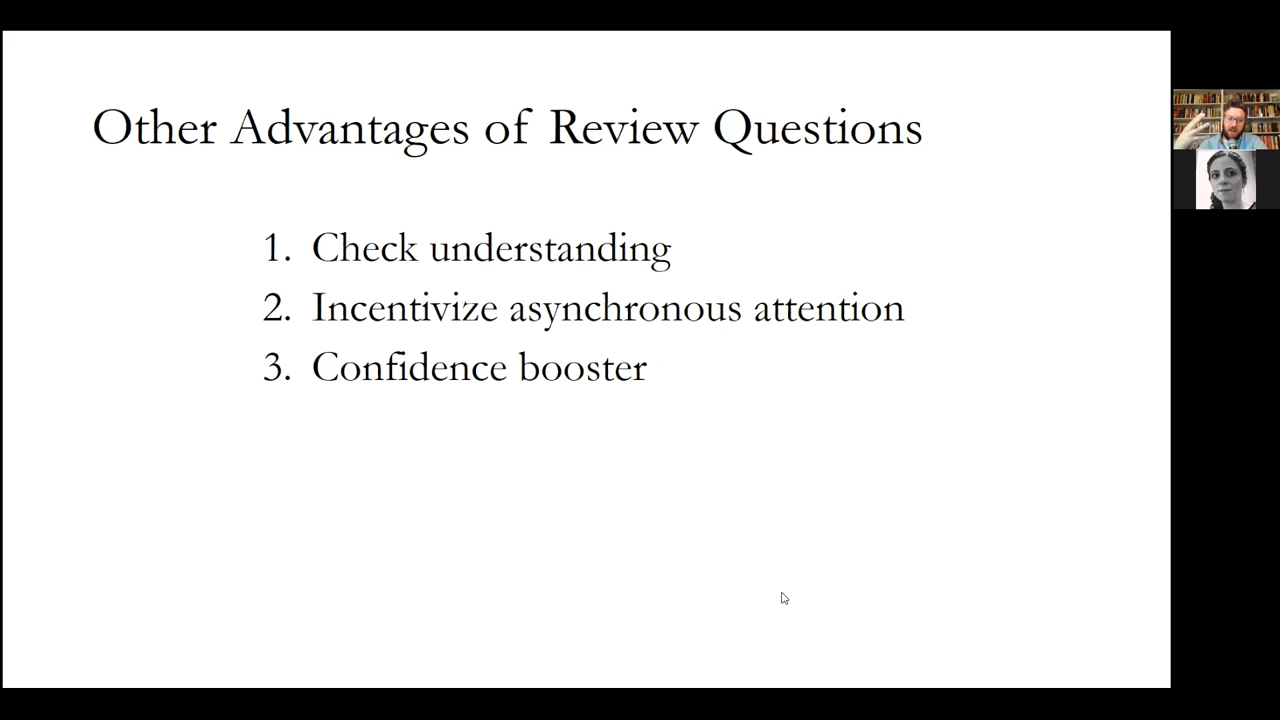 Other Advantages of Review Questions
1. Check understanding
2. Incentivize asynchronous attention
3. Confidence booster